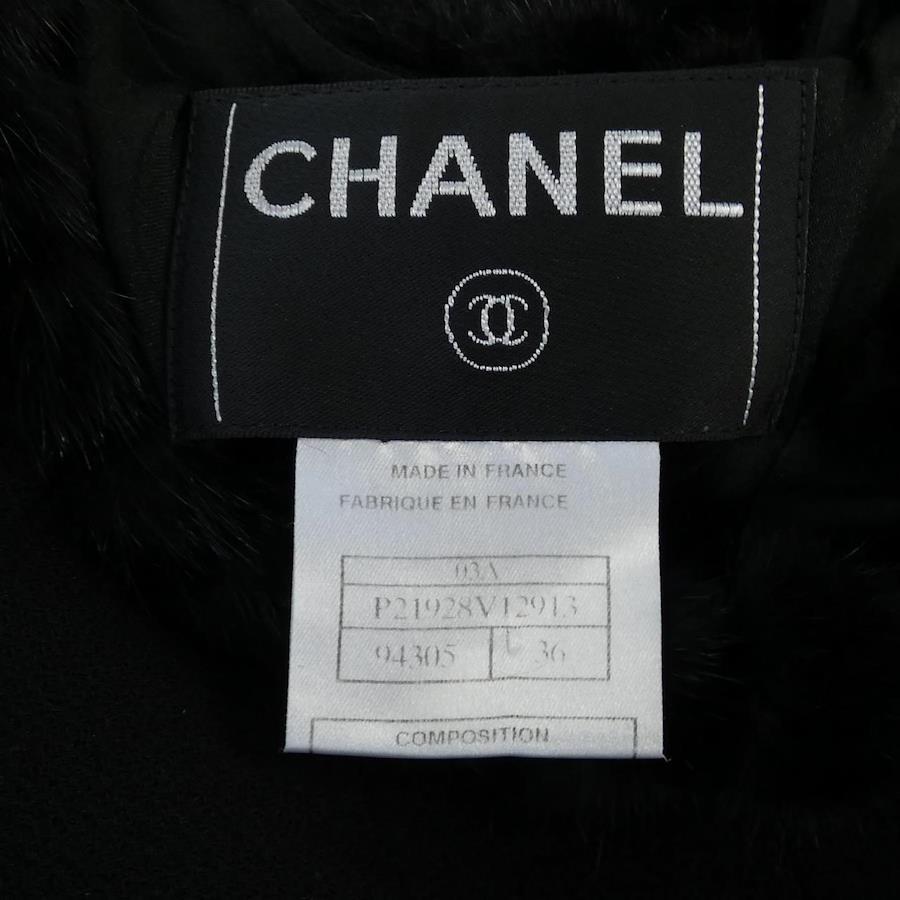 CHANEL
MADE IN FRANCE
FABRIQUE EN FRANCE
03A
P21928V12913
94305 36
COMPOSITION